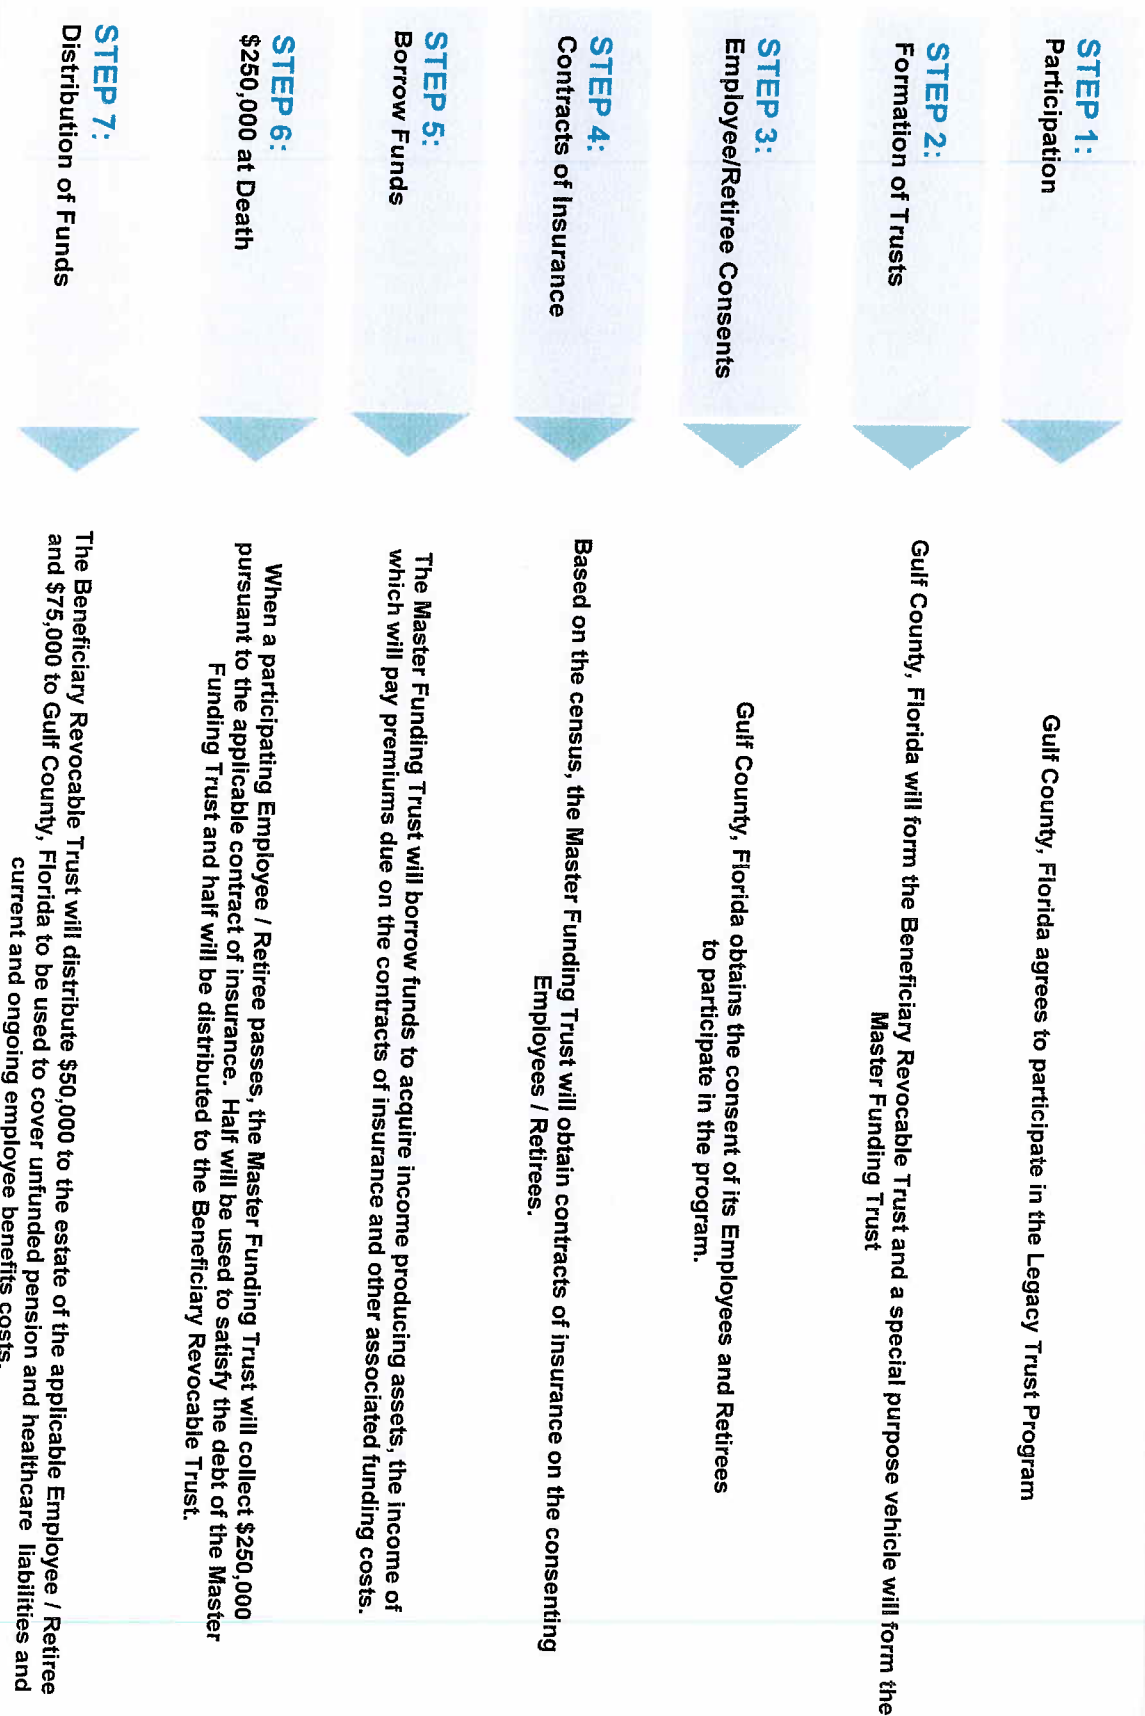 STEP 1:
Participation
Gulf County, Florida agrees to participate in the Legacy Trust Program
STEP 2:
Formation of Trusts
Gulf County, Florida will form the Beneficiary Revocable Trust and a special purpose vehicle will form the
Master Funding Trust
STEP 3:
Employee/Retiree Consents
Gulf County, Florida obtains the consent of its Employees and Retirees
to participate in the program.
STEP 4:
Contracts of Insurance
Based on the census, the Master Funding Trust will obtain contracts of insurance on the consenting
Employees / Retirees.
STEP 5:
Borrow Funds
The Master Funding Trust will borrow funds to acquire income producing assets, the income of
which will pay premiums due on the contracts of insurance and other associated funding costs.
STEP 6:
$250,000 at Death
When a participating Employee / Retiree passes, the Master Funding Trust will collect $250,000
pursuant to the applicable contract of insurance. Half will be used to satisfy the debt of the Master
Funding Trust and half will be distributed to the Beneficiary Revocable Trust.
STEP 7:
Distribution of Funds
The Beneficiary Revocable Trust will distribute $50,000 to the estate of the applicable Employee / Retiree
and $75,000 to Gulf County, Florida to be used to cover unfunded pension and healthcare liabilities and
current and ongoing employee benefits costs.